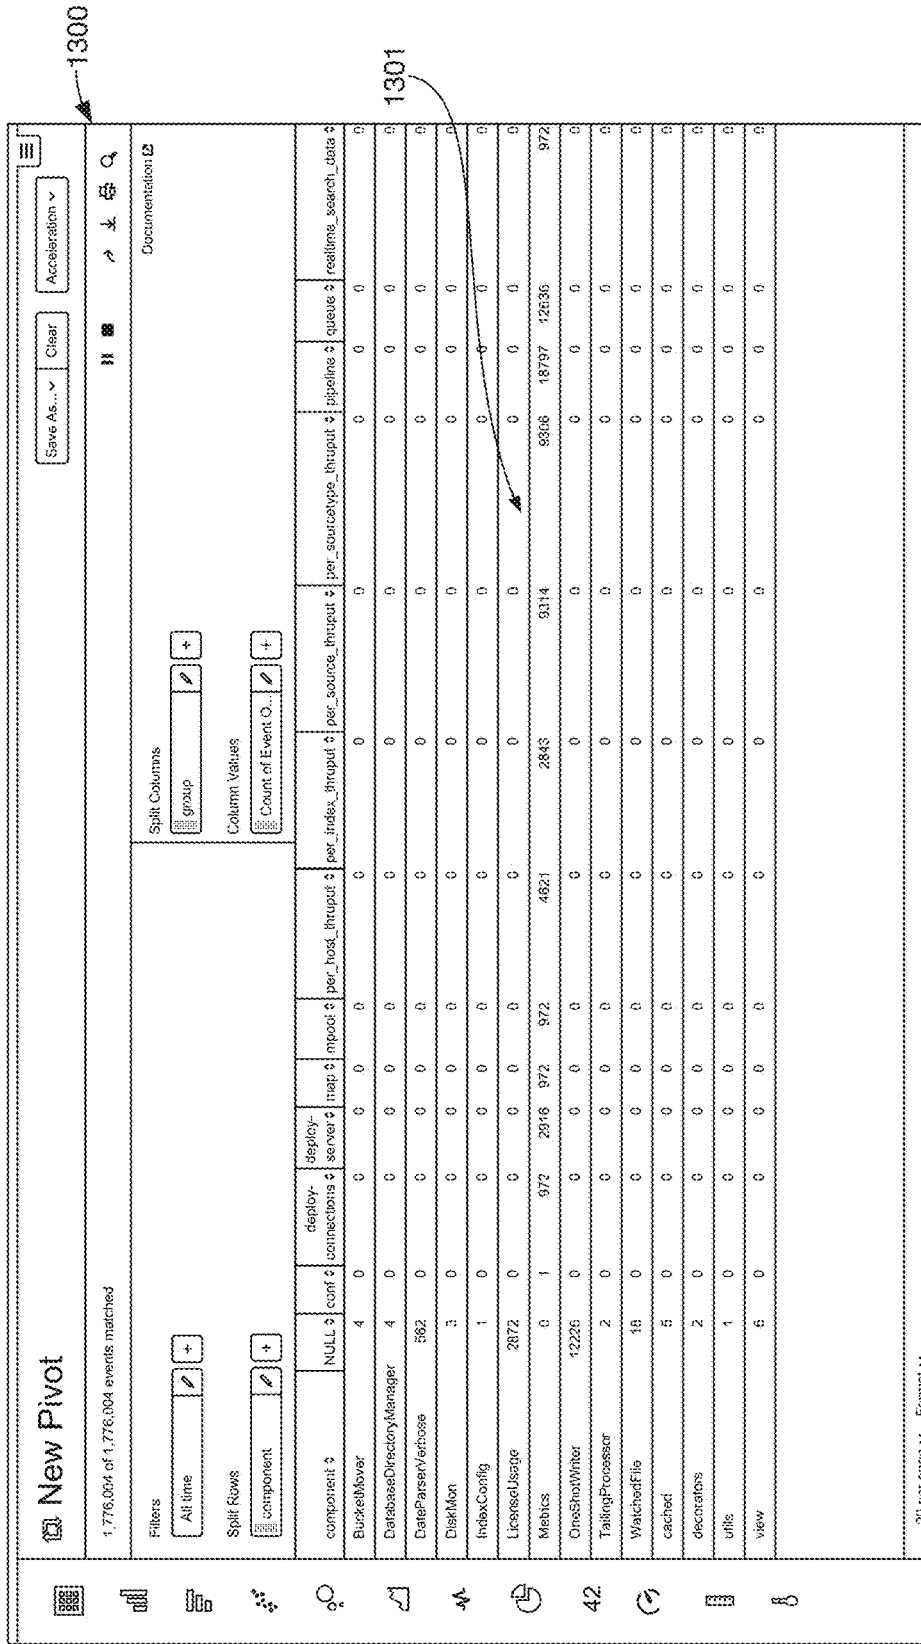 1300
New Pivot
Save As... Clear Acceleration
1,776,004 of 1,776,004 events matched
Filters Split Columns Documentation
All time + group +
Split Rows Column Values
component + Count of Event O... +
component NULL conf deploy-connections deploy-server map mpool per_host_thruput per_index_thruput per_source_thruput per_sourcetype_thruput pipeline queue realtime_search_data
BucketMover 4 0 0 0 0 0 0 0 0 0 0 0 0
DatabaseDirectoryManager 4 0 0 0 0 0 0 0 0 0 0 0 0
DateParserVerbose 562 0 0 0 0 0 0 0 0 0 0 0 0
DiskMon 3 0 0 0 0 0 0 0 0 0 0 0 0
IndexConfig 1 0 0 0 0 0 0 0 0 0 0 0 0
LicenseUsage 2872 0 0 0 0 0 0 0 0 0 0 0 0
Metrics 0 1 972 2916 972 972 4621 2843 9314 9306 18797 12636 972
OneShotWriter 12226 0 0 0 0 0 0 0 0 0 0 0 0
TailingProcessor 2 0 0 0 0 0 0 0 0 0 0 0 0
WatchedFile 18 0 0 0 0 0 0 0 0 0 0 0 0
cached 5 0 0 0 0 0 0 0 0 0 0 0 0
decorators 2 0 0 0 0 0 0 0 0 0 0 0 0
utils 1 0 0 0 0 0 0 0 0 0 0 0 0
view 6 0 0 0 0 0 0 0 0 0 0 0 0
42
1301